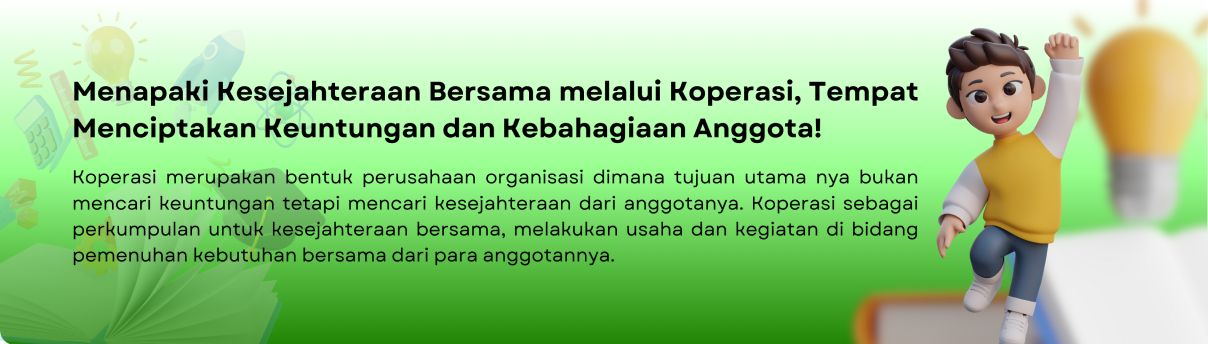 Menapaki Kesejahteraan Bersama melalui Koperasi, Tempat
Menciptakan Keuntungan dan Kebahagiaan Anggota!
Koperasi merupakan bentuk perusahaan organisasi dimana tujuan utama nya bukan
mencari keuntungan tetapi mencari kesejahteraan dari anggotanya. Koperasi sebagai
perkumpulan untuk kesejahteraan bersama, melakukan usaha dan kegiatan di bidang
pemenuhan kebutuhan bersama dari para anggotannya.